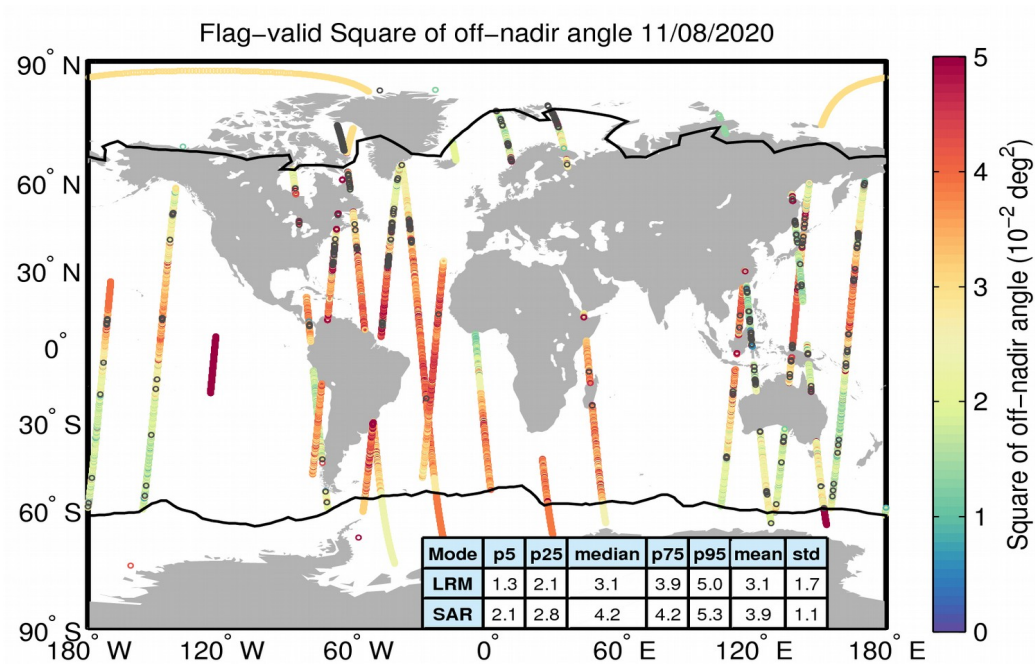 Flag−valid Square of off−nadir angle 11/08/2020
90° N
60° N
30° N
0°
30° S
60° S
90° S
180° W
120° W
60° W
0°
60° E
120° E
180° E
Mode p5 p25 median p75 p95 mean std
LRM 1.3 2.1 3.1 3.9 5.0 3.1 1.7
SAR 2.1 2.8 4.2 4.2 5.3 3.9 1.1
5
4
3
2
1
0
Square of off−nadir angle (10⁻² deg²)